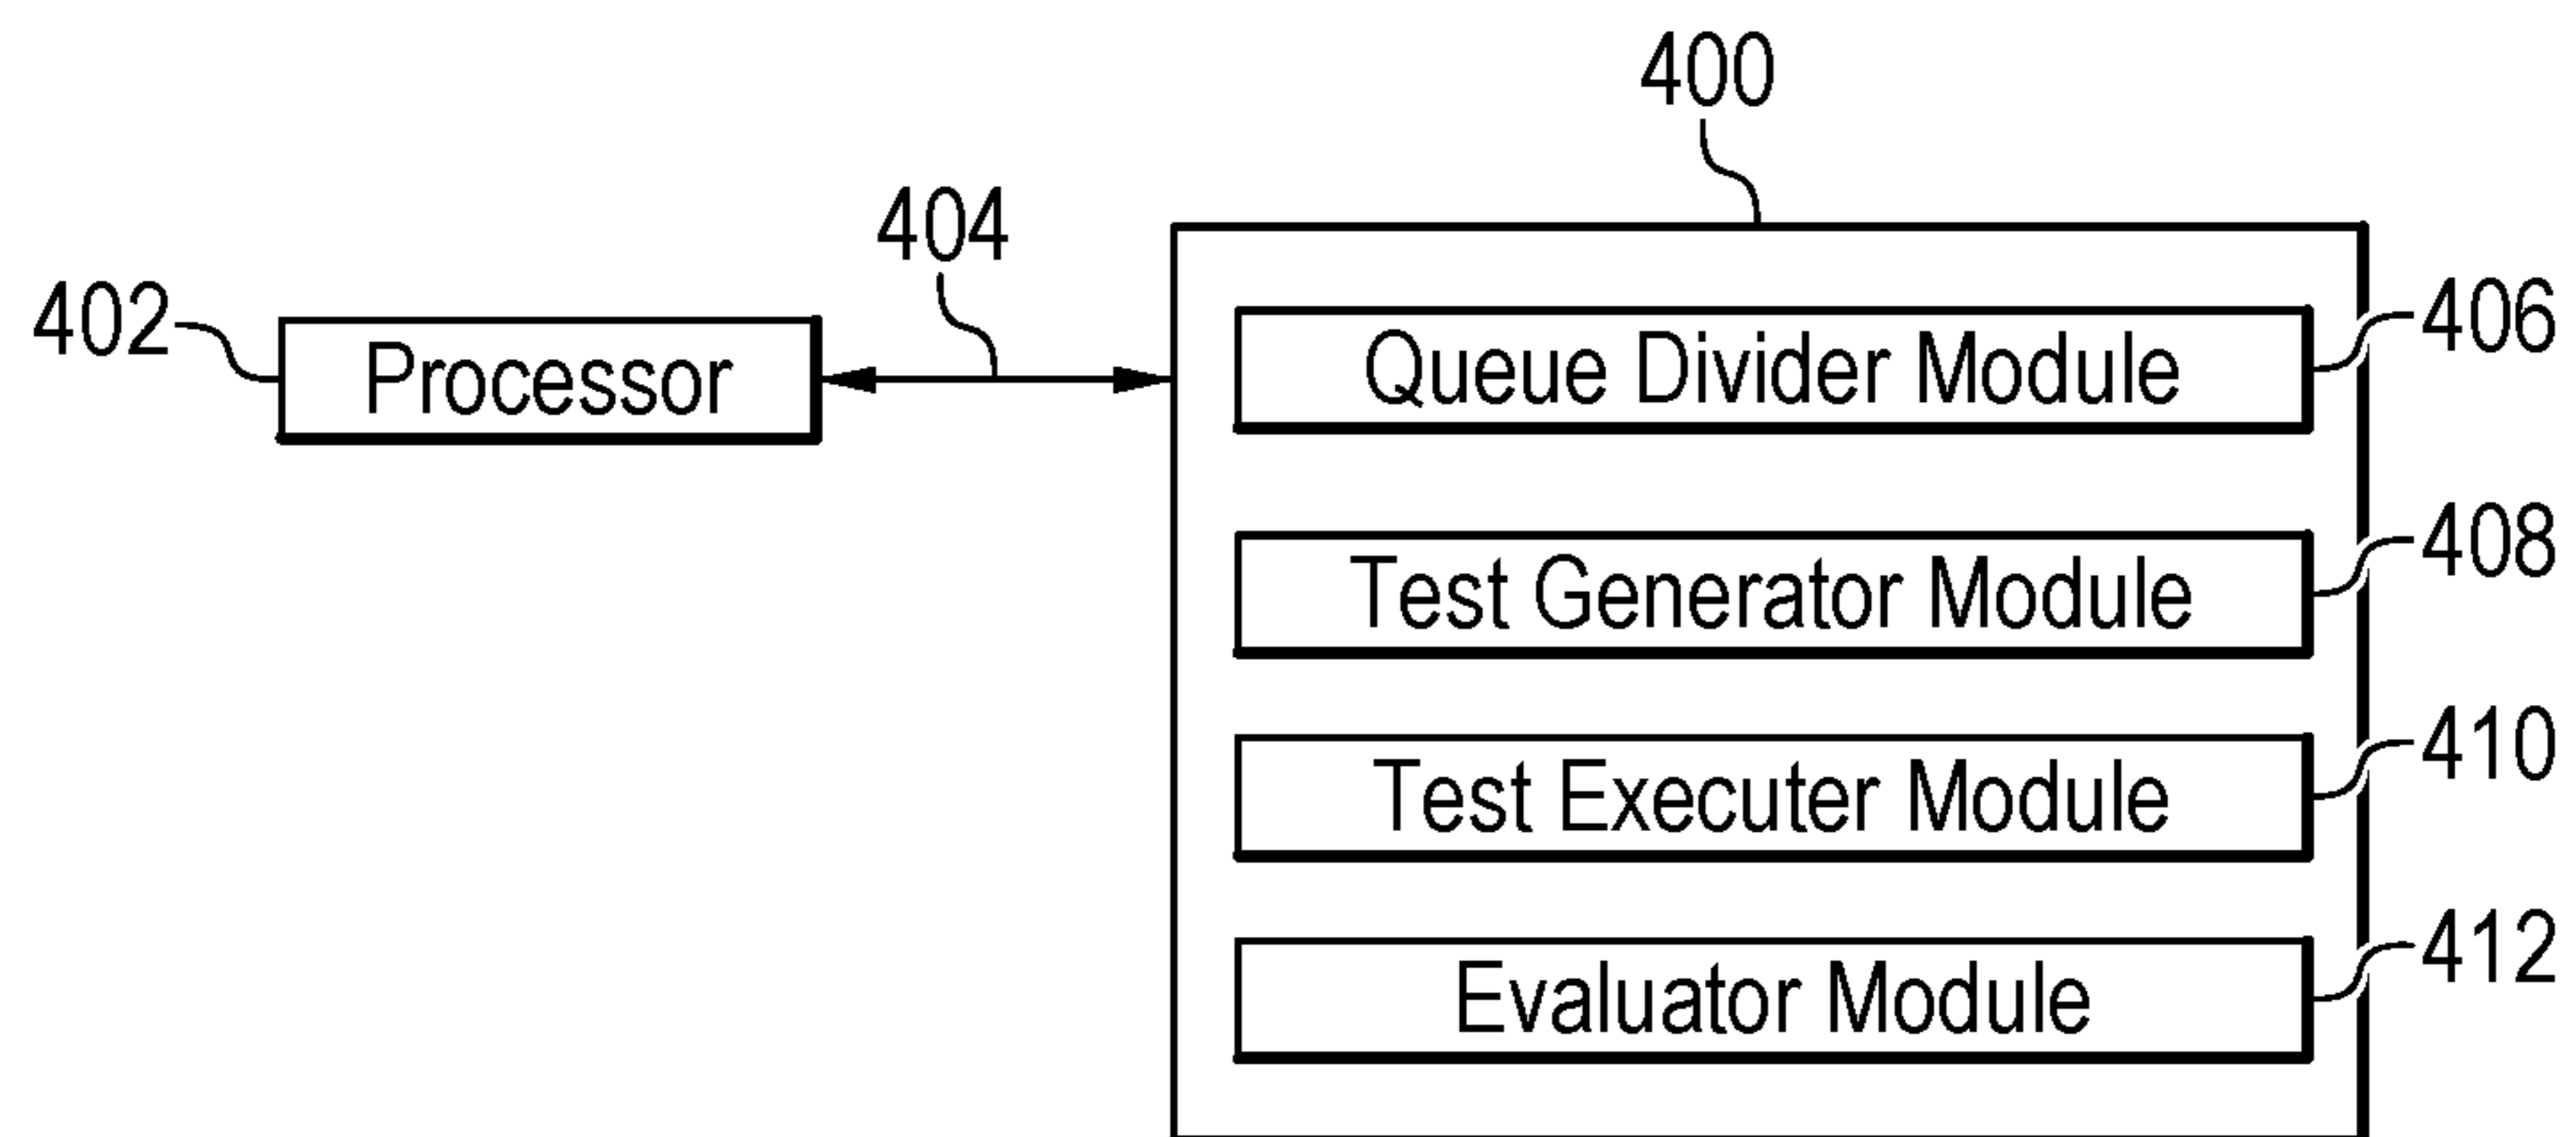 400
404
402
Processor
406
Queue Divider Module
408
Test Generator Module
410
Test Executer Module
412
Evaluator Module